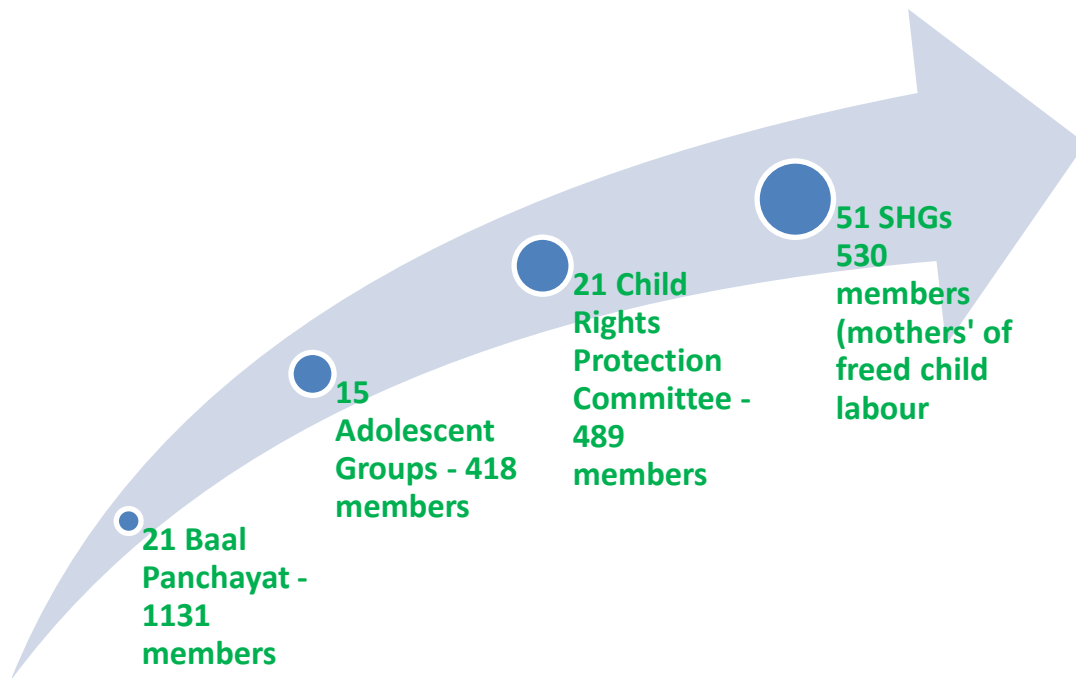 21 Baal
Panchayat -
1131
members
15
Adolescent
Groups - 418
members
21 Child
Rights
Protection
Committee -
489
members
51 SHGs
530
members
(mothers' of
freed child
labour